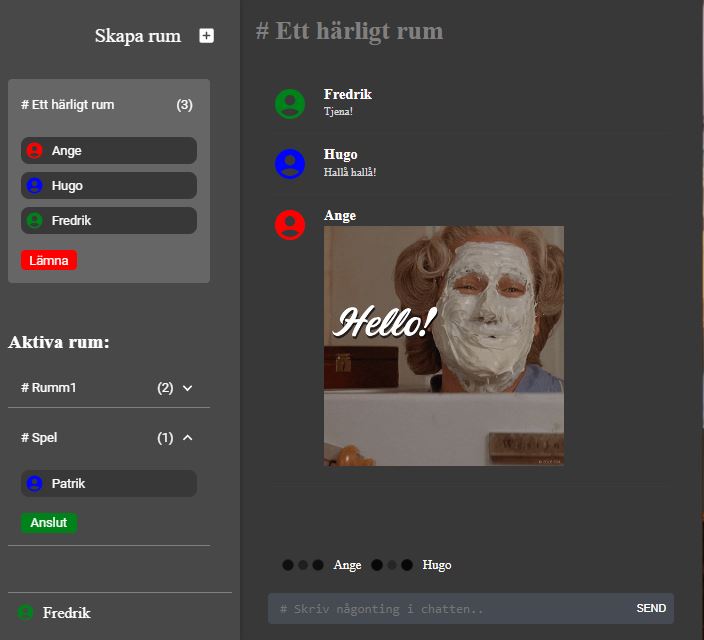 Skapa rum
# Ett härligt rum (3)
Ange
Hugo
Fredrik
Lämna
Aktiva rum:
# Rumm1 (2)
# Spel (1)
Patrik
Anslut
Fredrik
# Ett härligt rum
Fredrik
Tjena!
Hugo
Hallå hallå!
Ange
Hello!
Ange Hugo
# Skriv någonting i chatten.. SEND